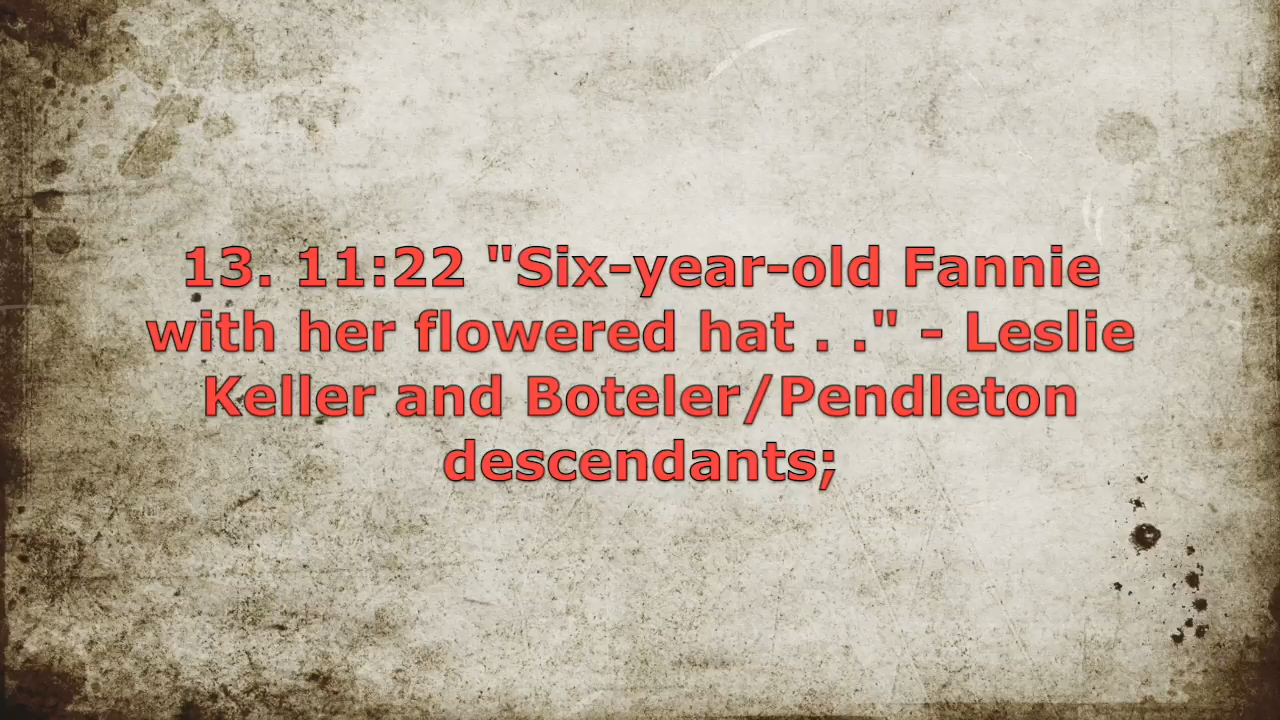 13. 11:22 "Six-year-old Fannie
with her flowered hat . ." - Leslie
Keller and Boteler/Pendleton
descendants;